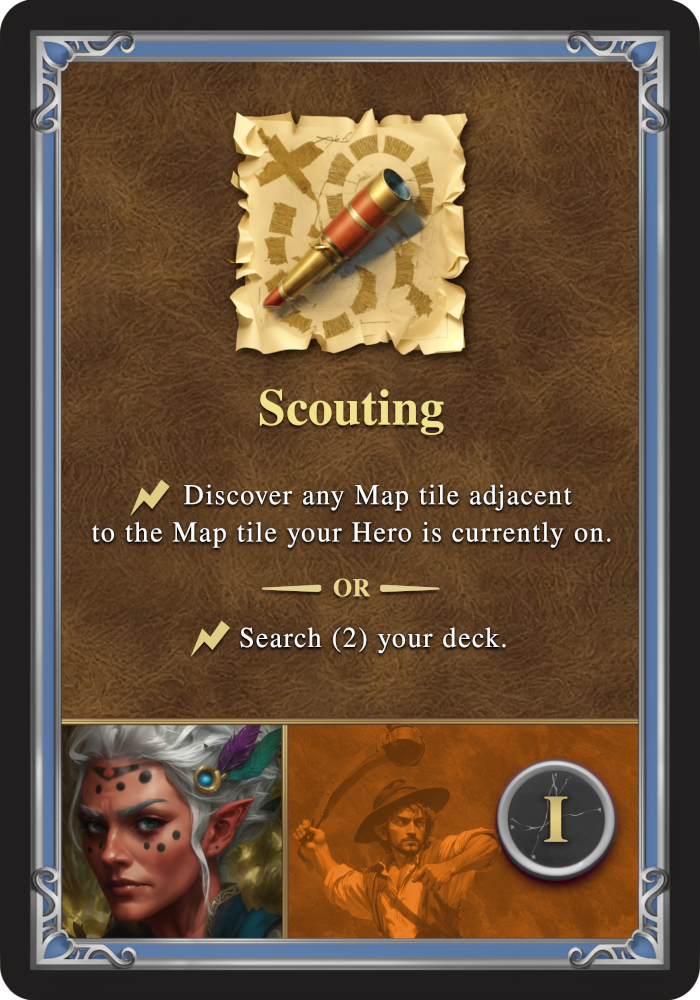 Scouting
Discover any Map tile adjacent
to the Map tile your Hero is currently on.
OR
Search (2) your deck.
I